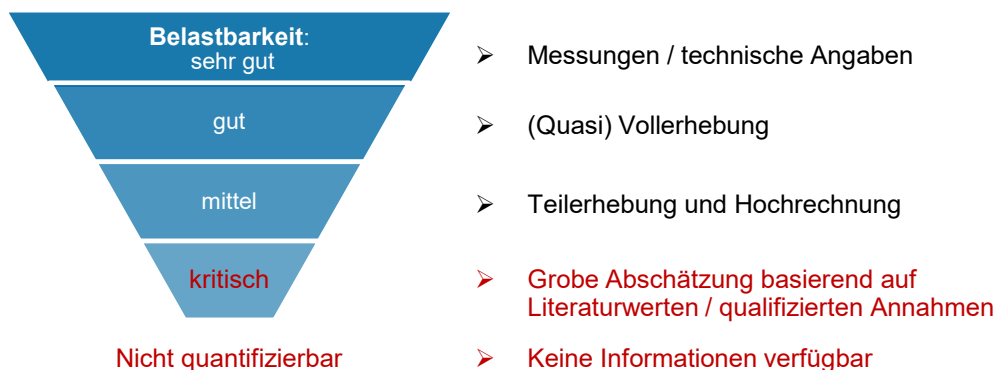 Belastbarkeit:
sehr gut
➢ Messungen / technische Angaben
gut
➢ (Quasi) Vollerhebung
mittel
➢ Teilerhebung und Hochrechnung
kritisch
➢ Grobe Abschätzung basierend auf
Literaturwerten / qualifizierten Annahmen
Nicht quantifizierbar
➢ Keine Informationen verfügbar